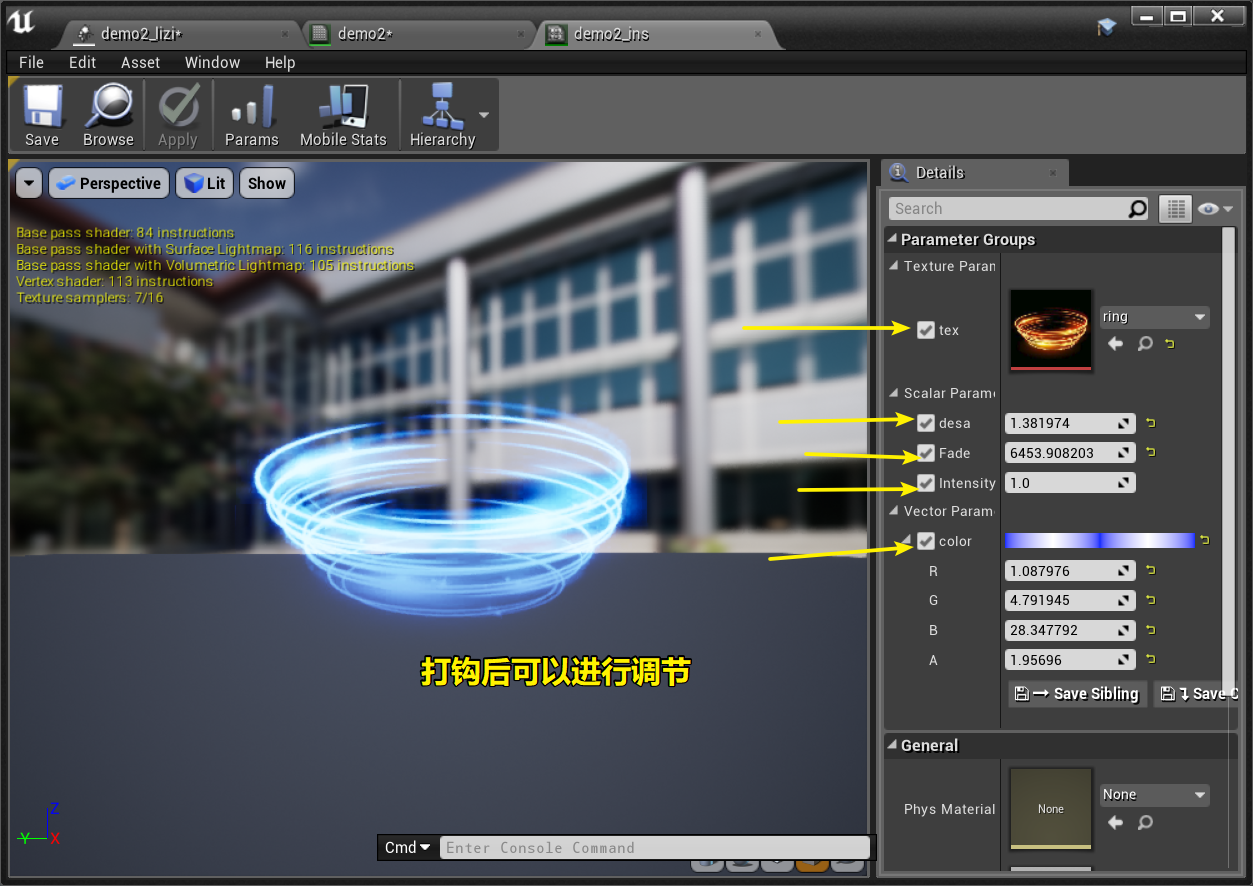 demo2_lizi*
demo2*
demo2_ins
File Edit Asset Window Help
Save Browse Apply Params Mobile Stats Hierarchy
Perspective Lit Show
Base pass shader: 84 instructions
Base pass shader with Surface Lightmap: 116 instructions
Base pass shader with Volumetric Lightmap: 105 instructions
Vertex shader: 113 instructions
Texture samplers: 7/16
打钩后可以进行调节
Z
Y X
Cmd Enter Console Command
Details
Search
Parameter Groups
Texture Param
tex ring
Scalar Parame
desa 1.381974
Fade 6453.908203
Intensity 1.0
Vector Param
color
R 1.087976
G 4.791945
B 28.347792
A 1.95696
Save Sibling Save C
General
Phys Material None None